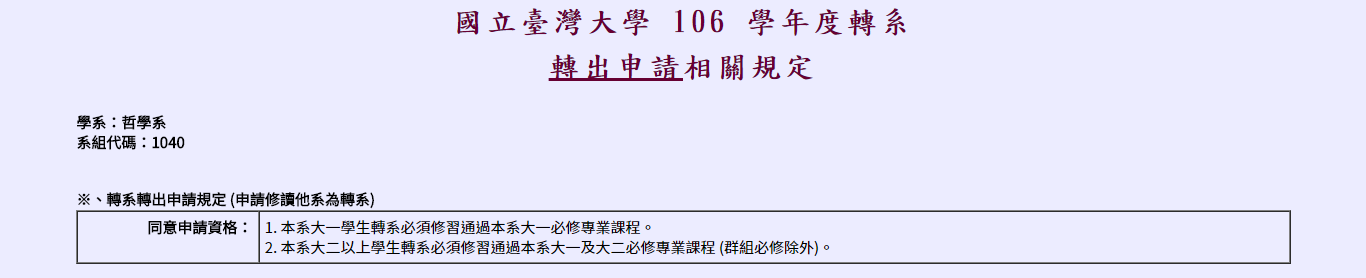 國立臺灣大學 106 學年度轉系
轉出申請相關規定
學系：哲學系
系組代碼：1040
※、轉系轉出申請規定 (申請修讀他系為轉系)
同意申請資格： 1. 本系大一學生轉系必須修習通過本系大一必修專業課程。
2. 本系大二以上學生轉系必須修習通過本系大一及大二必修專業課程 (群組必修除外)。